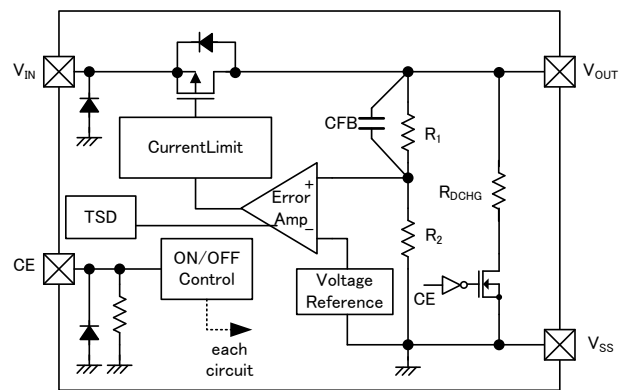 VIN
VOUT
CFB
R1
CurrentLimit
RDCHG
+
Error
Amp
-
TSD
R2
CE
ON/OFF
Control
Voltage
Reference
CE
each
circuit
VSS